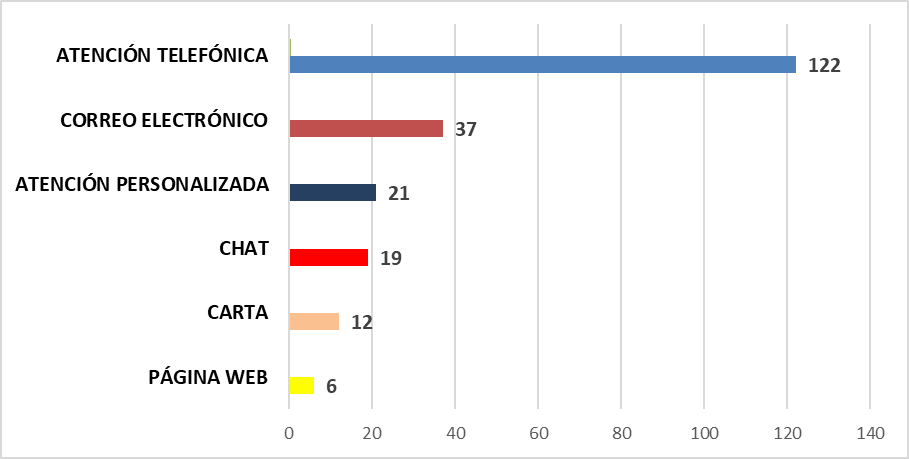 ATENCIÓN TELEFÓNICA 122
CORREO ELECTRÓNICO 37
ATENCIÓN PERSONALIZADA 21
CHAT 19
CARTA 12
PÁGINA WEB 6
0 20 40 60 80 100 120 140